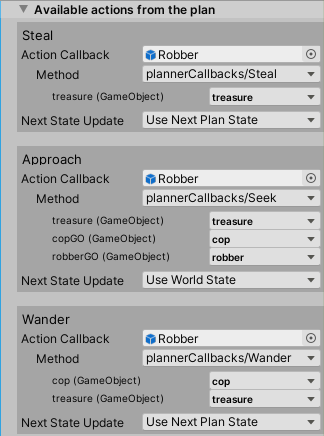 Available actions from the plan
Steal
Action Callback Robber
Method plannerCallbacks/Steal
treasure (GameObject) treasure
Next State Update Use Next Plan State
Approach
Action Callback Robber
Method plannerCallbacks/Seek
treasure (GameObject) treasure
copGO (GameObject) cop
robberGO (GameObject) robber
Next State Update Use World State
Wander
Action Callback Robber
Method plannerCallbacks/Wander
cop (GameObject) cop
treasure (GameObject) treasure
Next State Update Use Next Plan State